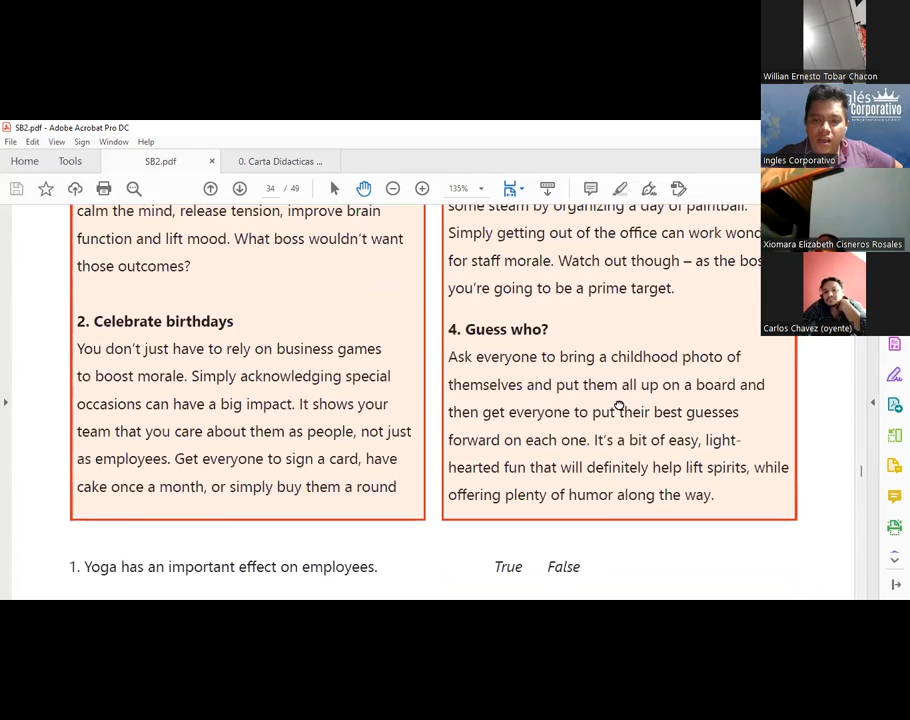 SB2.pdf - Adobe Acrobat Pro DC
File Edit View Sign Window Help
Home Tools SB2.pdf × 0. Carta Didacticas ...
34 / 49 135%
calm the mind, release tension, improve brain
function and lift mood. What boss wouldn't want
those outcomes?
2. Celebrate birthdays
You don't just have to rely on business games
to boost morale. Simply acknowledging special
occasions can have a big impact. It shows your
team that you care about them as people, not just
as employees. Get everyone to sign a card, have
cake once a month, or simply buy them a round
some steam by organizing a day of paintball.
Simply getting out of the office can work
for staff morale. Watch out though – as the
you're going to be a prime target.
4. Guess who?
Ask everyone to bring a childhood photo of
themselves and put them all up on a board and
then get everyone to put their best guesses
forward on each one. It's a bit of easy, light-
hearted fun that will definitely help lift spirits, while
offering plenty of humor along the way.
1. Yoga has an important effect on employees. True False
Willian Ernesto Tobar Chacon
glés
Corporativo
Ingles Corporativo
Xiomara Elizabeth Cisneros Rosales
Carlos Chavez (oyente)